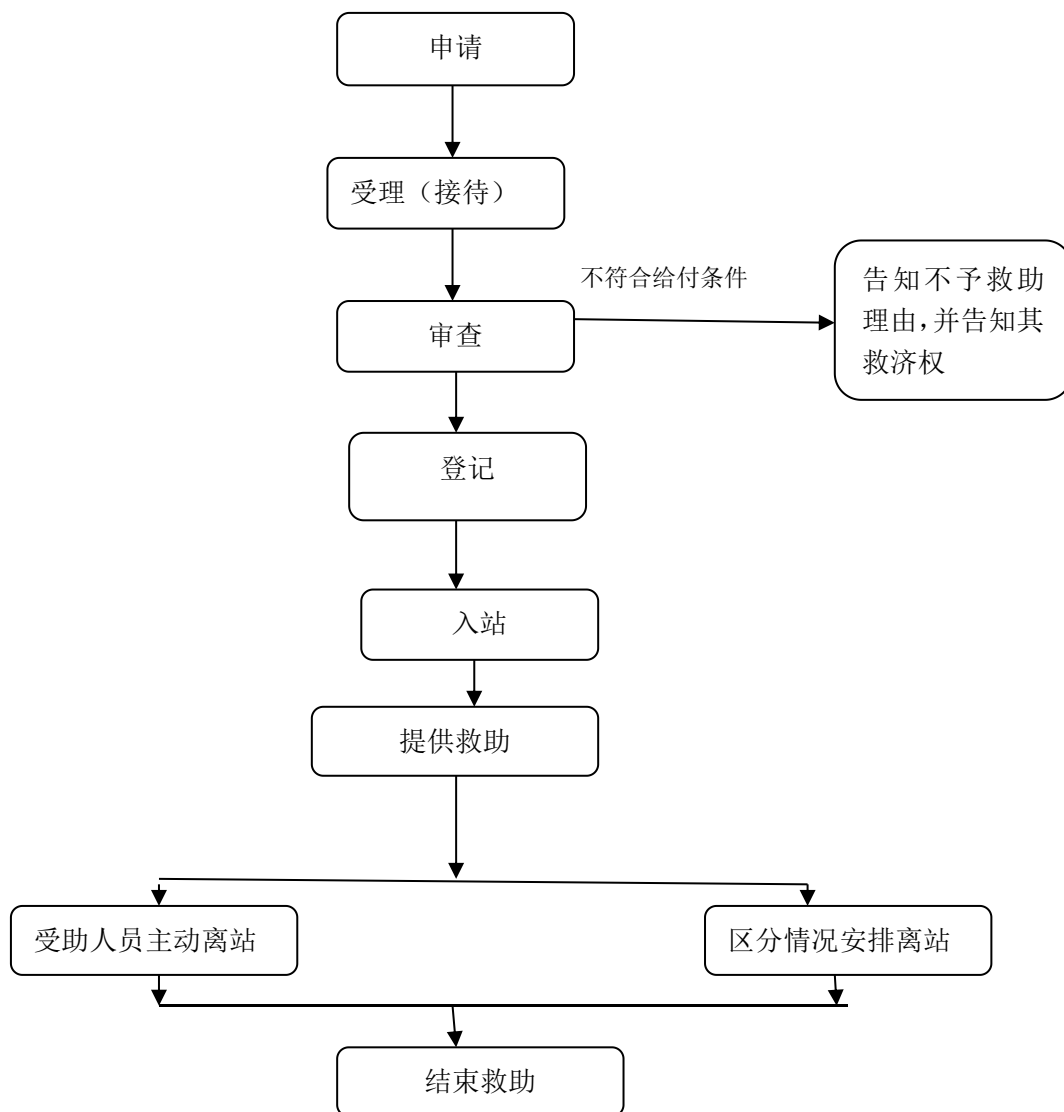 申请
受理（接待）
不符合给付条件
告知不予救助
理由，并告知其
救济权
审查
登记
入站
提供救助
受助人员主动离站
区分情况安排离站
结束救助